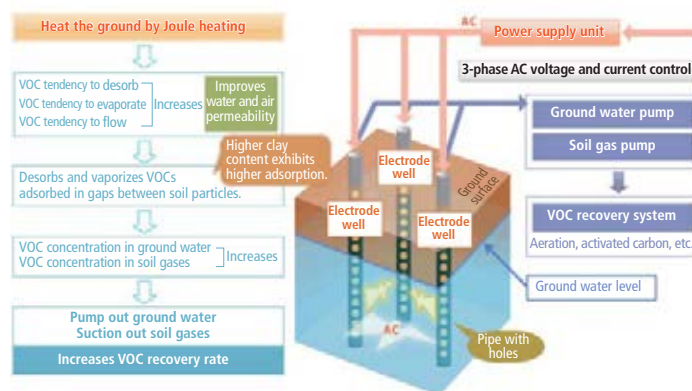 Heat the ground by Joule heating
VOC tendency to desorb
VOC tendency to evaporate
VOC tendency to flow
Increases
Improves
water and air
permeability
Higher clay
content exhibits
higher adsorption.
Desorbs and vaporizes VOCs
adsorbed in gaps between soil particles.
VOC concentration in ground water
VOC concentration in soil gases
Increases
Pump out ground water
Suction out soil gases
Increases VOC recovery rate
AC
Power supply unit
3-phase AC voltage and current control
Ground water pump
Soil gas pump
VOC recovery system
Aeration, activated carbon, etc.
Ground water level
Electrode
well
Ground
surface
Electrode
well
Electrode
well
AC
Pipe with
holes